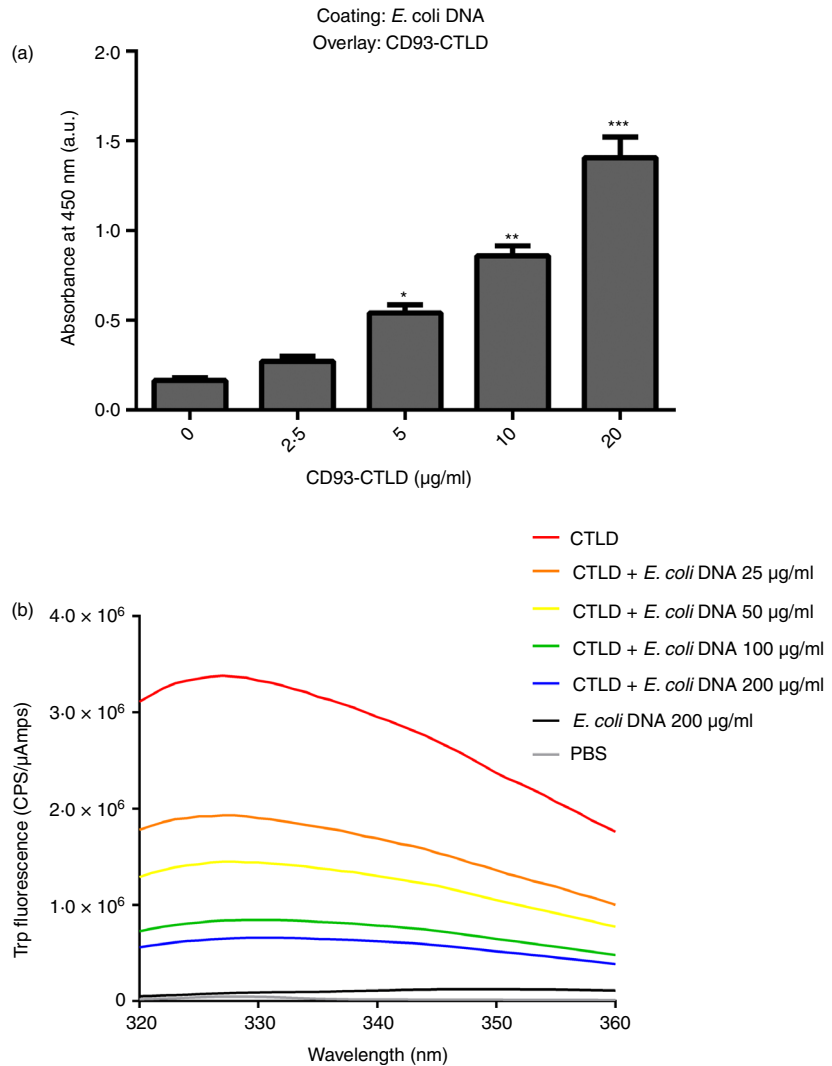 Coating: E. coli DNA
Overlay: CD93-CTLD
(a)
2·0
1·5
1·0
0·5
0·0
Absorbance at 450 nm (a.u.)
*
**
***
0
2·5
5
10
20
CD93-CTLD (µg/ml)
CTLD
CTLD + E. coli DNA 25 µg/ml
CTLD + E. coli DNA 50 µg/ml
CTLD + E. coli DNA 100 µg/ml
CTLD + E. coli DNA 200 µg/ml
E. coli DNA 200 µg/ml
PBS
(b)
4·0 × 10⁶
3·0 × 10⁶
2·0 × 10⁶
1·0 × 10⁶
0
Trp fluorescence (CPS/µAmps)
320
330
340
350
360
Wavelength (nm)